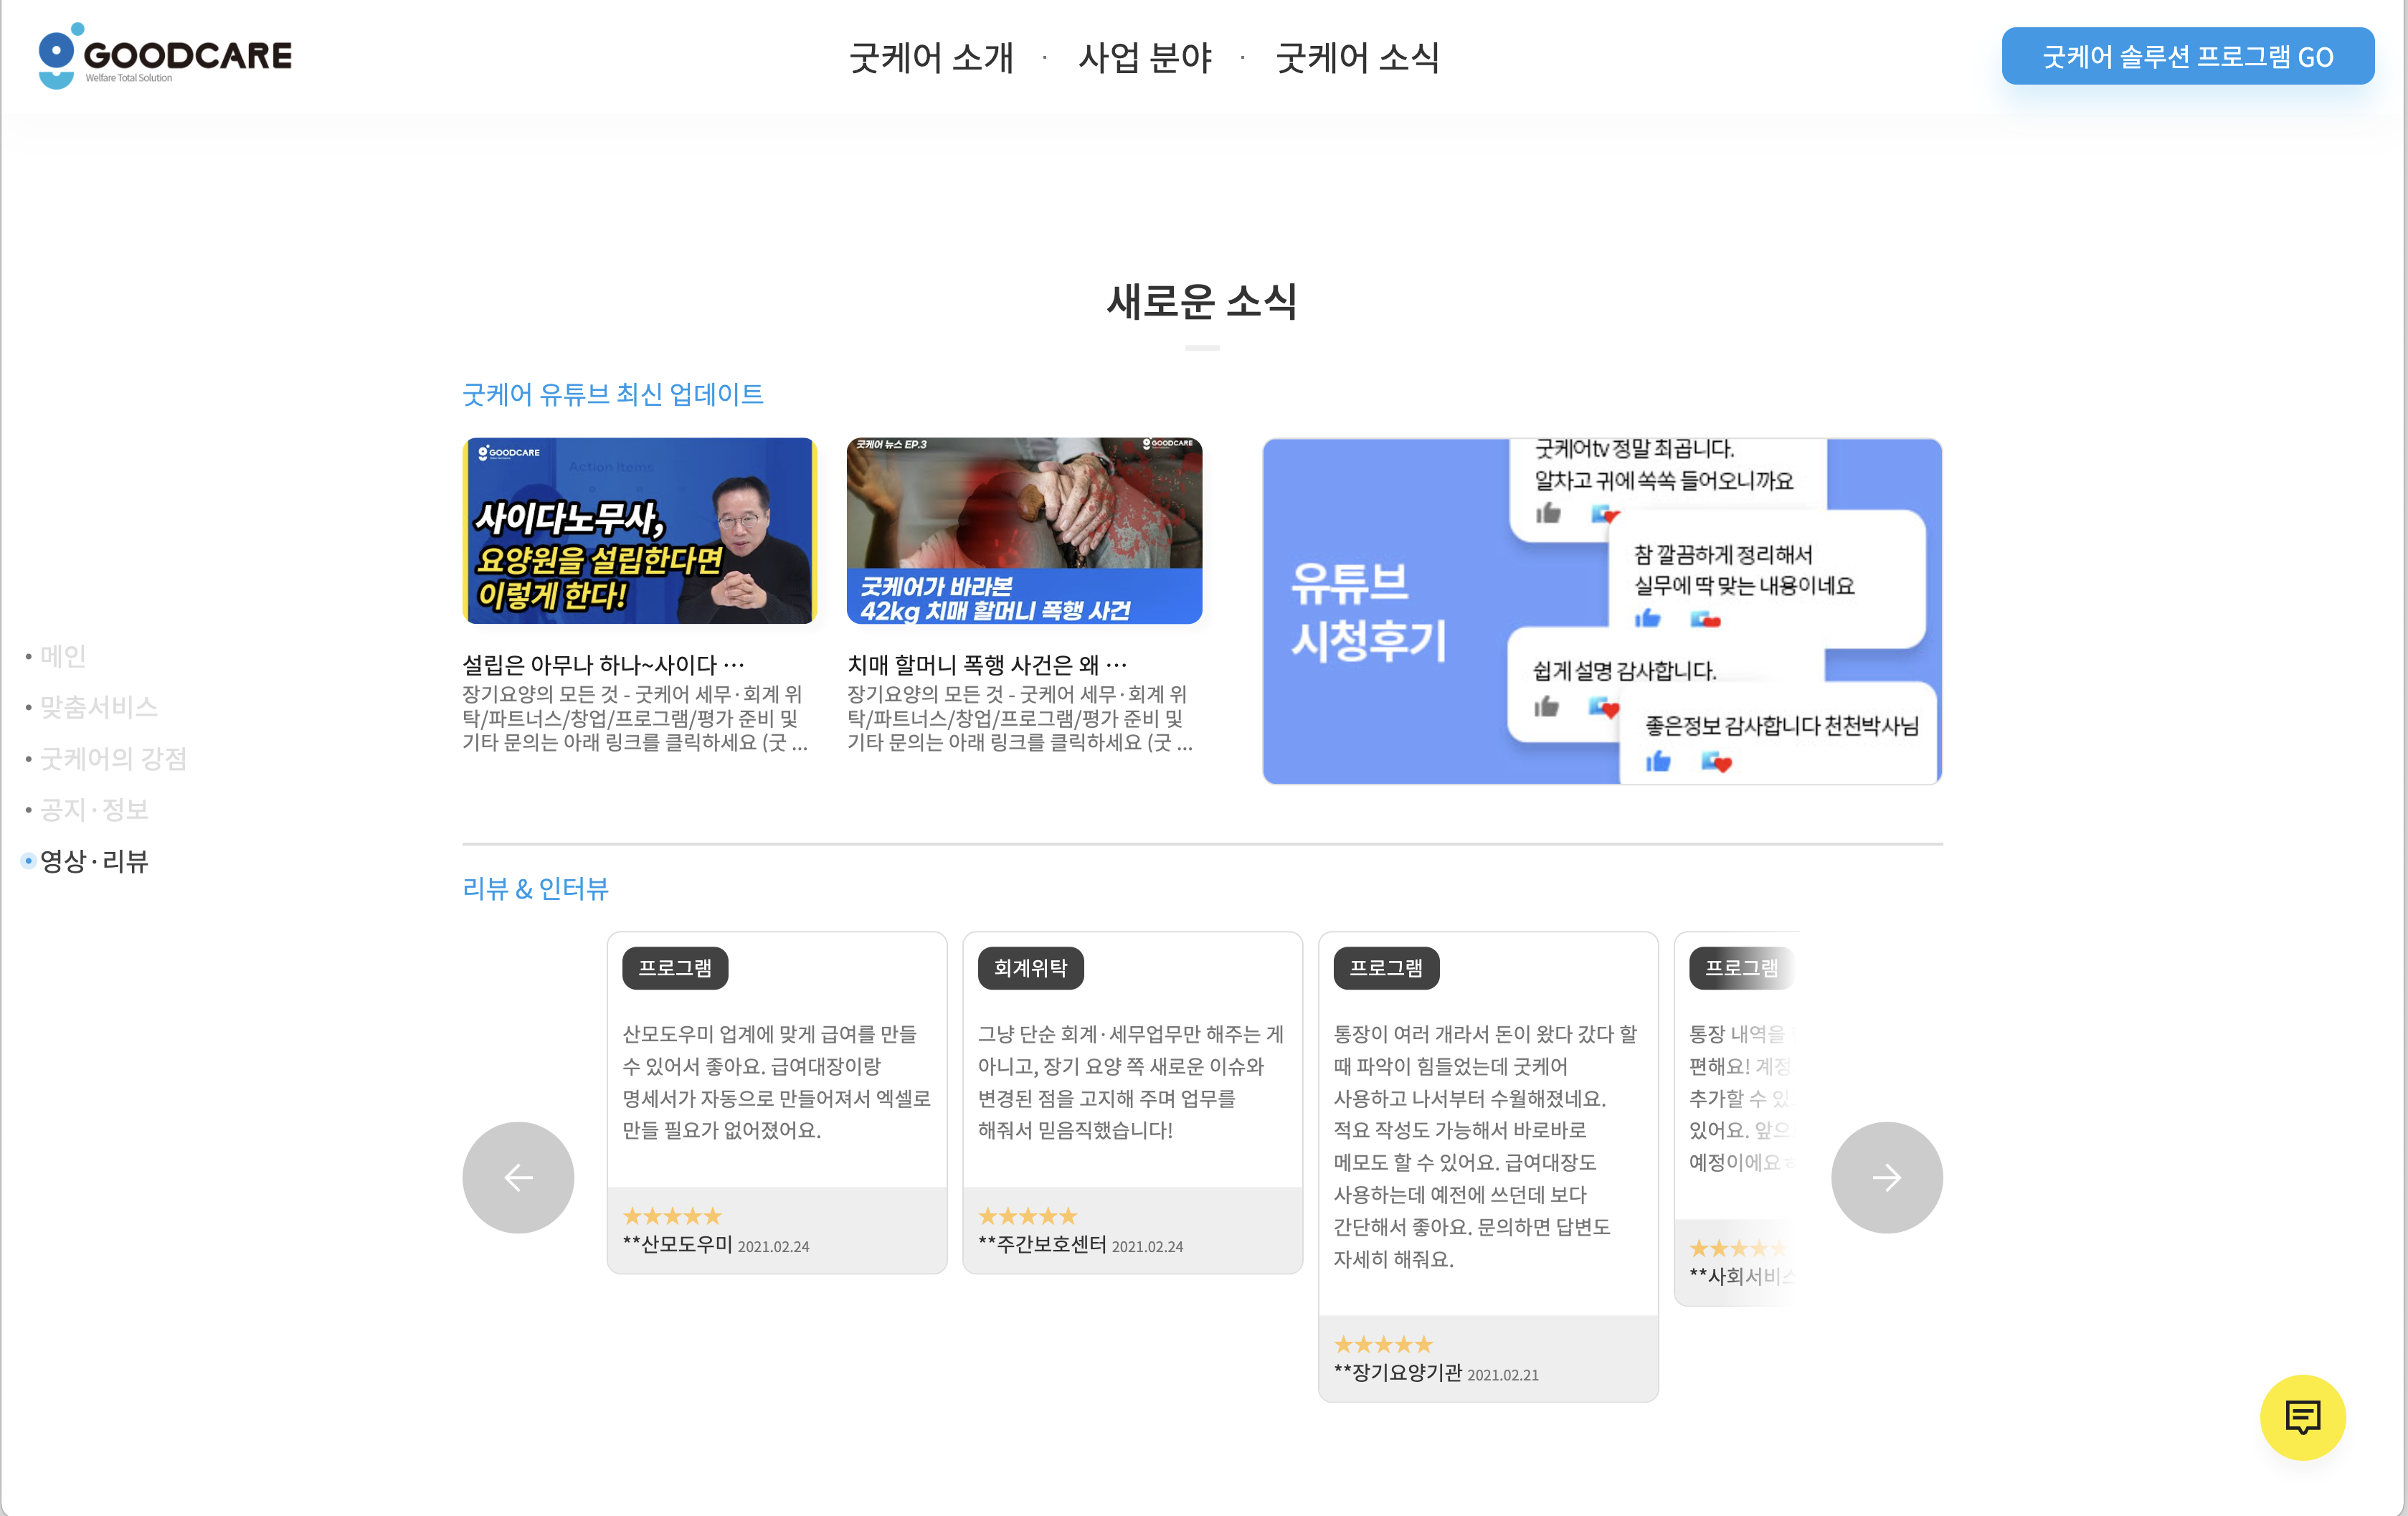 GOODCARE
Welfare Total Solution
굿케어 소개 · 사업 분야 · 굿케어 소식
굿케어 솔루션 프로그램 GO
새로운 소식
굿케어 유튜브 최신 업데이트
GOODCARE
Action Items
사이다노무사,
요양원을 설립한다면
이렇게 한다!
설립은 아무나 하나~사이다 ⋯
장기요양의 모든 것 - 굿케어 세무·회계 위
탁/파트너스/창업/프로그램/평가 준비 및
기타 문의는 아래 링크를 클릭하세요 (굿 ...
굿케어 뉴스 EP.3
GOODCARE
굿케어가 바라본
42kg 치매 할머니 폭행 사건
치매 할머니 폭행 사건은 왜 ⋯
장기요양의 모든 것 - 굿케어 세무·회계 위
탁/파트너스/창업/프로그램/평가 준비 및
기타 문의는 아래 링크를 클릭하세요 (굿 ...
유튜브
시청후기
굿케어tv 정말 최곱니다.
알차고 귀에 쏙쏙 들어오니까요
참 깔끔하게 정리해서
실무에 딱 맞는 내용이네요
쉽게 설명 감사합니다.
좋은정보 감사합니다 천천박사님
• 메인
• 맞춤서비스
• 굿케어의 강점
• 공지·정보
• 영상·리뷰
리뷰 & 인터뷰
프로그램
산모도우미 업계에 맞게 급여를 만들
수 있어서 좋아요. 급여대장이랑
명세서가 자동으로 만들어져서 엑셀로
만들 필요가 없어졌어요.
★★★★★
**산모도우미 2021.02.24
회계위탁
그냥 단순 회계·세무업무만 해주는 게
아니고, 장기 요양 쪽 새로운 이슈와
변경된 점을 고지해 주며 업무를
해줘서 믿음직했습니다!
★★★★★
**주간보호센터 2021.02.24
프로그램
통장이 여러 개라서 돈이 왔다 갔다 할
때 파악이 힘들었는데 굿케어
사용하고 나서부터 수월해졌네요.
적요 작성도 가능해서 바로바로
메모도 할 수 있어요. 급여대장도
사용하는데 예전에 쓰던데 보다
간단해서 좋아요. 문의하면 답변도
자세히 해줘요.
★★★★★
**장기요양기관 2021.02.21
프로그램
통장 내역을
편해요! 계정
추가할 수 있
있어요. 앞으
예정이에요
★★★★★
**사회서비스